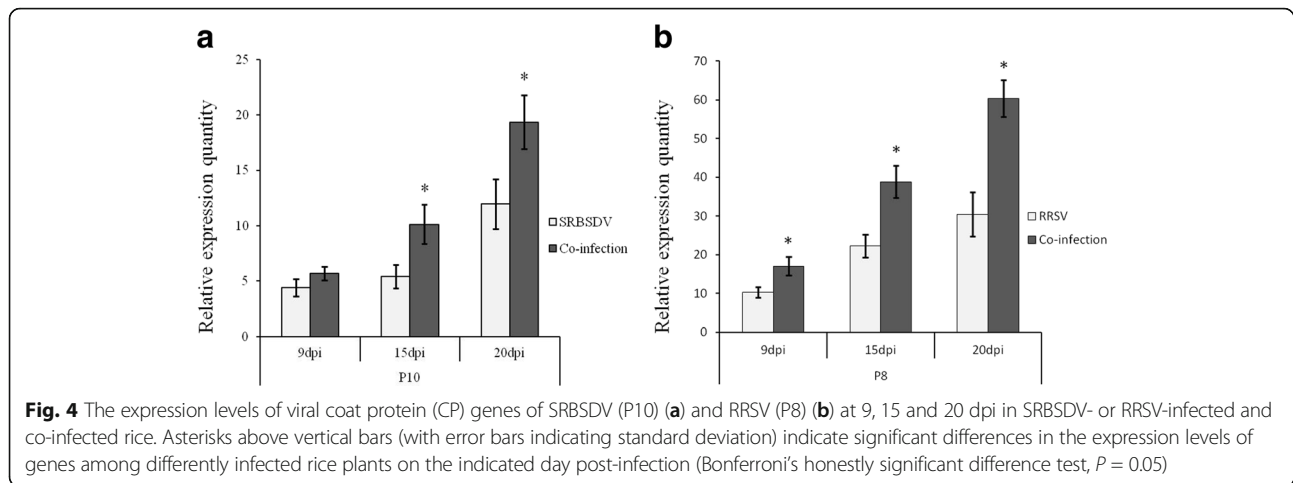 a
b
25
20
15
10
5
0
Relative expression quantity
*
*
9dpi
15dpi
20dpi
P10
SRBSDV
Co-infection
70
60
50
40
30
20
10
0
Relative expression quantity
*
*
*
9dpi
15dpi
20dpi
P8
RRSV
Co-infection
Fig. 4 The expression levels of viral coat protein (CP) genes of SRBSDV (P10) (a) and RRSV (P8) (b) at 9, 15 and 20 dpi in SRBSDV- or RRSV-infected and
co-infected rice. Asterisks above vertical bars (with error bars indicating standard deviation) indicate significant differences in the expression levels of
genes among differently infected rice plants on the indicated day post-infection (Bonferroni's honestly significant difference test, P = 0.05)